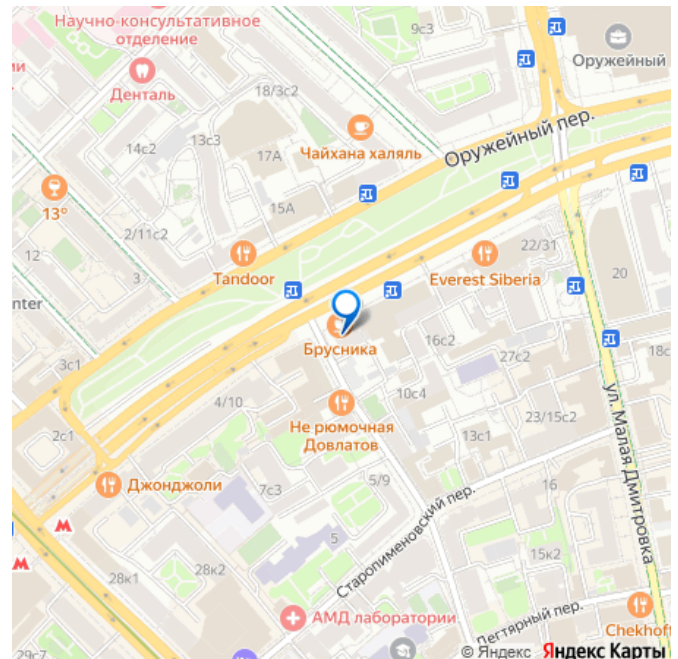 Научно-консультативное
отделение
9с3
Оружейный
Денталь
18/3с2
14с2
13с3
17А
Чайхана халяль
Оружейный пер.
13°
15А
2/11с2
12
3
Tandoor
22/31
Everest Siberia
20
nter
Брусника
16с2
27с2
18с
3с1
10с4
4/10
Не рюмочная
Довлатов
23/15с2
13с1
ул. Малая Дмитровка
2с1
Джонджоли
7с3
5/9
16
Старопименовский пер.
5
15к2
28к1
28к2
АМД лаборатории
Дегтярный пер.
Chekhoff
29с7
© Яндекс Яндекс Карты